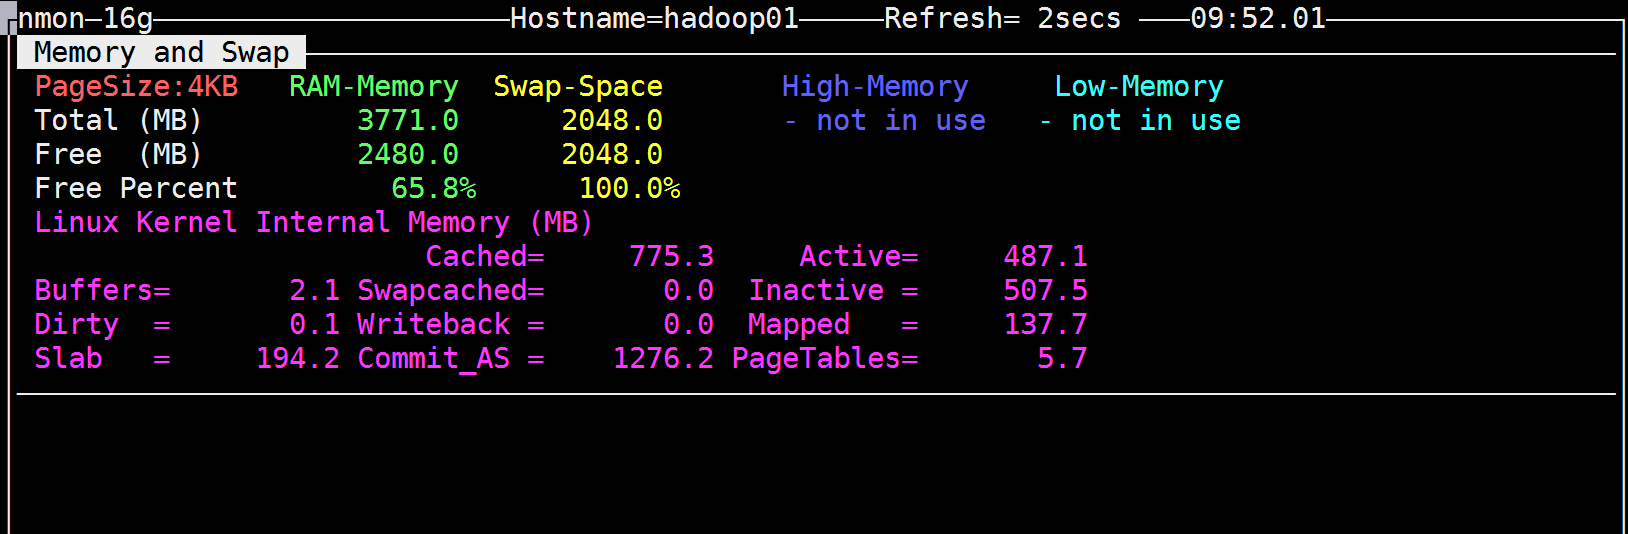 nmon-16g Hostname=hadoop01 Refresh= 2secs 09:52.01
Memory and Swap
PageSize:4KB RAM-Memory Swap-Space High-Memory Low-Memory
Total (MB) 3771.0 2048.0 - not in use - not in use
Free (MB) 2480.0 2048.0
Free Percent 65.8% 100.0%
Linux Kernel Internal Memory (MB)
Cached= 775.3 Active= 487.1
Buffers= 2.1 Swapcached= 0.0 Inactive = 507.5
Dirty = 0.1 Writeback = 0.0 Mapped = 137.7
Slab = 194.2 Commit_AS = 1276.2 PageTables= 5.7